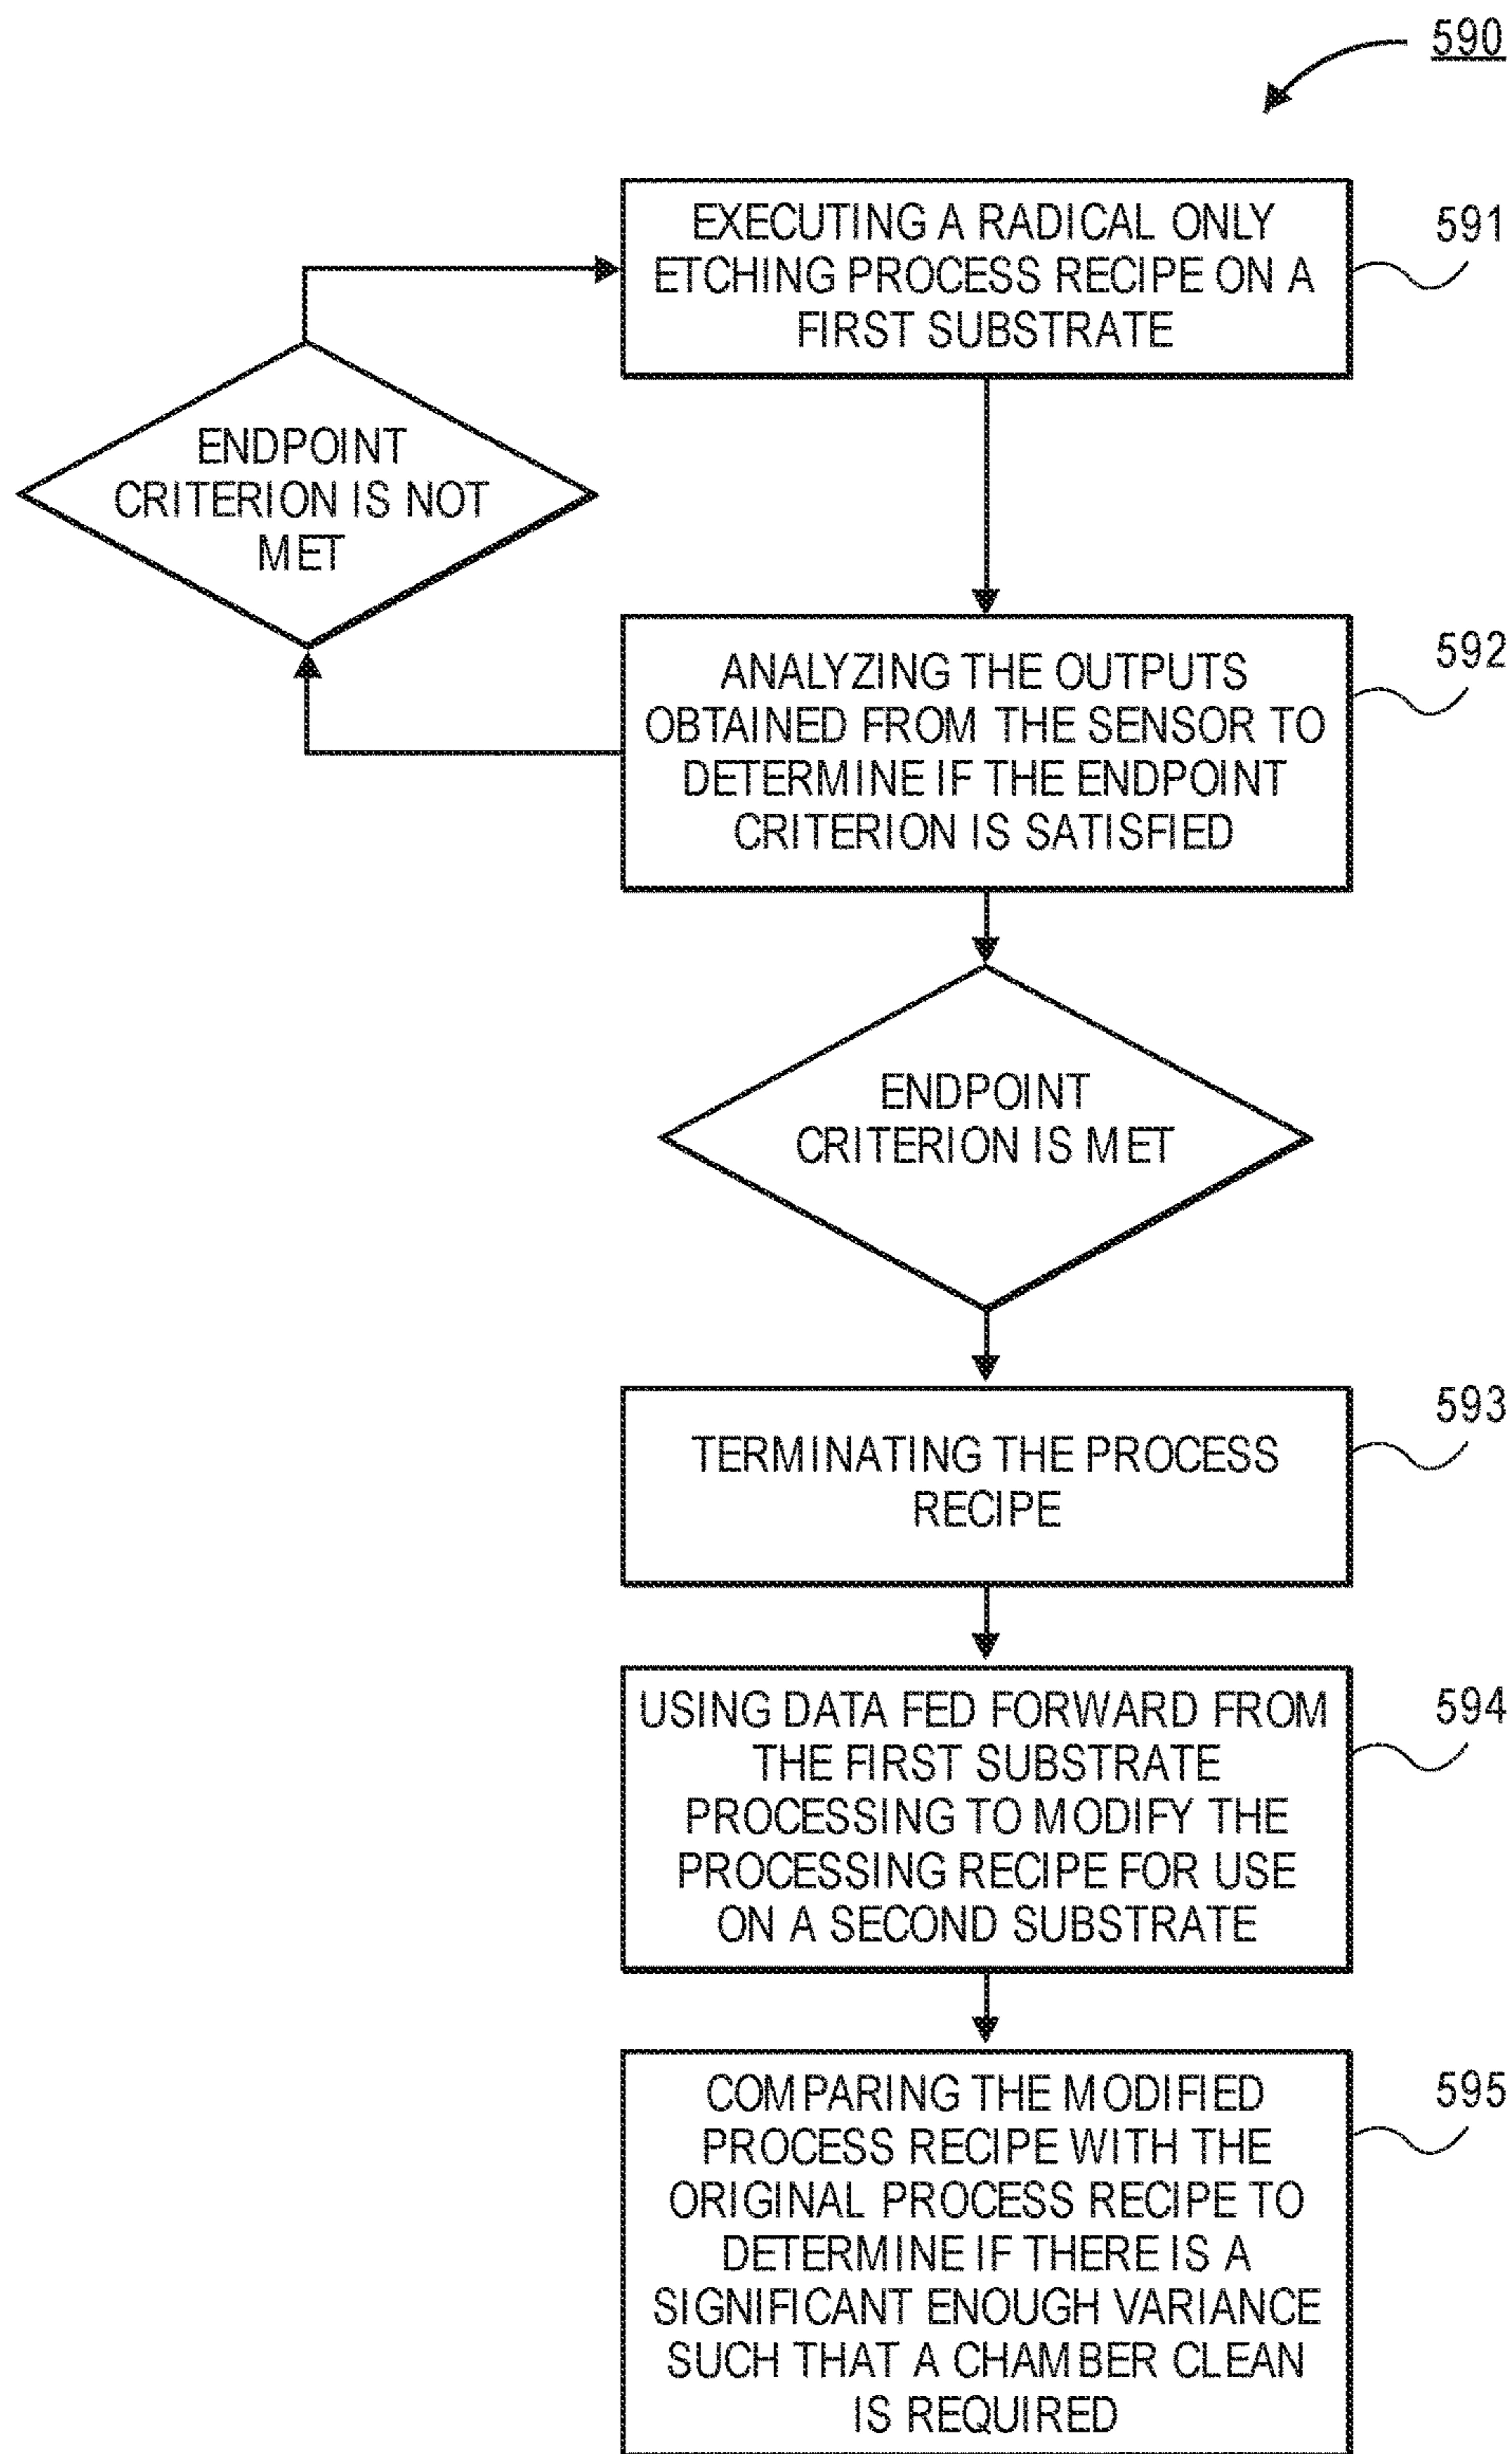 590
EXECUTING A RADICAL ONLY
ETCHING PROCESS RECIPE ON A
FIRST SUBSTRATE
591
ENDPOINT
CRITERION IS NOT
MET
ANALYZING THE OUTPUTS
OBTAINED FROM THE SENSOR TO
DETERMINE IF THE ENDPOINT
CRITERION IS SATISFIED
592
ENDPOINT
CRITERION IS MET
TERMINATING THE PROCESS
RECIPE
593
USING DATA FED FORWARD FROM
THE FIRST SUBSTRATE
PROCESSING TO MODIFY THE
PROCESSING RECIPE FOR USE
ON A SECOND SUBSTRATE
594
COMPARING THE MODIFIED
PROCESS RECIPE WITH THE
ORIGINAL PROCESS RECIPE TO
DETERMINE IF THERE IS A
SIGNIFICANT ENOUGH VARIANCE
SUCH THAT A CHAMBER CLEAN
IS REQUIRED
595